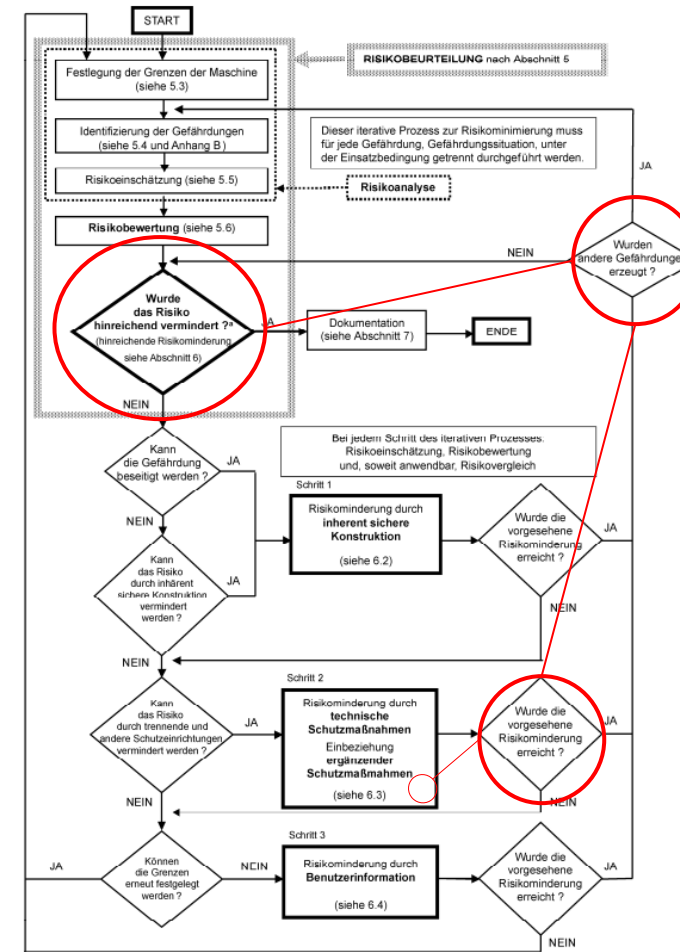 START
RISIKOBEURTEILUNG nach Abschnitt 5
Festlegung der Grenzen der Maschine
(siehe 5.3)
Identifizierung der Gefährdungen
(siehe 5.4 und Anhang B)
Dieser iterative Prozess zur Risikominimierung muss
für jede Gefährdung, Gefährdungssituation, unter
der Einsatzbedingung getrennt durchgeführt werden.
JA
Risikoeinschätzung (siehe 5.5)
Risikoanalyse
Risikobewertung (siehe 5.6)
NEIN
Wurden
andere Gefährdunge
erzeugt ?
Wurde
das Risiko
hinreichend vermindert ?ª
(hinreichende Risikominderung
siehe Abschnitt 6)
JA
Dokumentation
(siehe Abschnitt 7)
ENDE
NEIN
Kann
die Gefährdung
beseitigt werden ?
JA
Bei jedem Schritt des iterativen Prozesses:
Risikoeinschätzung, Risikobewertung
und, soweit anwendbar, Risikovergleich
Schritt 1
Risikominderung durch
inherent sichere
Konstruktion
(siehe 6.2)
Wurde die
vorgesehene
Risikominderung
erreicht ?
JA
NEIN
Kann
das Risiko
durch inhärent
sichere Konstruktion
vermindert
werden ?
JA
NEIN
NEIN
Schritt 2
Kann
das Risiko
durch trennende und
andere Schutzeinrichtungen
vermindert werden ?
JA
Risikominderung durch
technische
Schutzmaßnahmen
Einbeziehung
ergänzender
Schutzmaßmahmen
(siehe 6.3)
Wurde die
vorgesehene
Risikominderung
erreicht ?
JA
NEIN
NEIN
Schritt 3
JA
Können
die Grenzen
erneut festgelegt
werden ?
NEIN
Risikominderung durch
Benutzerinformation
(siehe 6.4)
Wurde die
vorgesehene
Risikominderung
erreicht ?
JA
NEIN